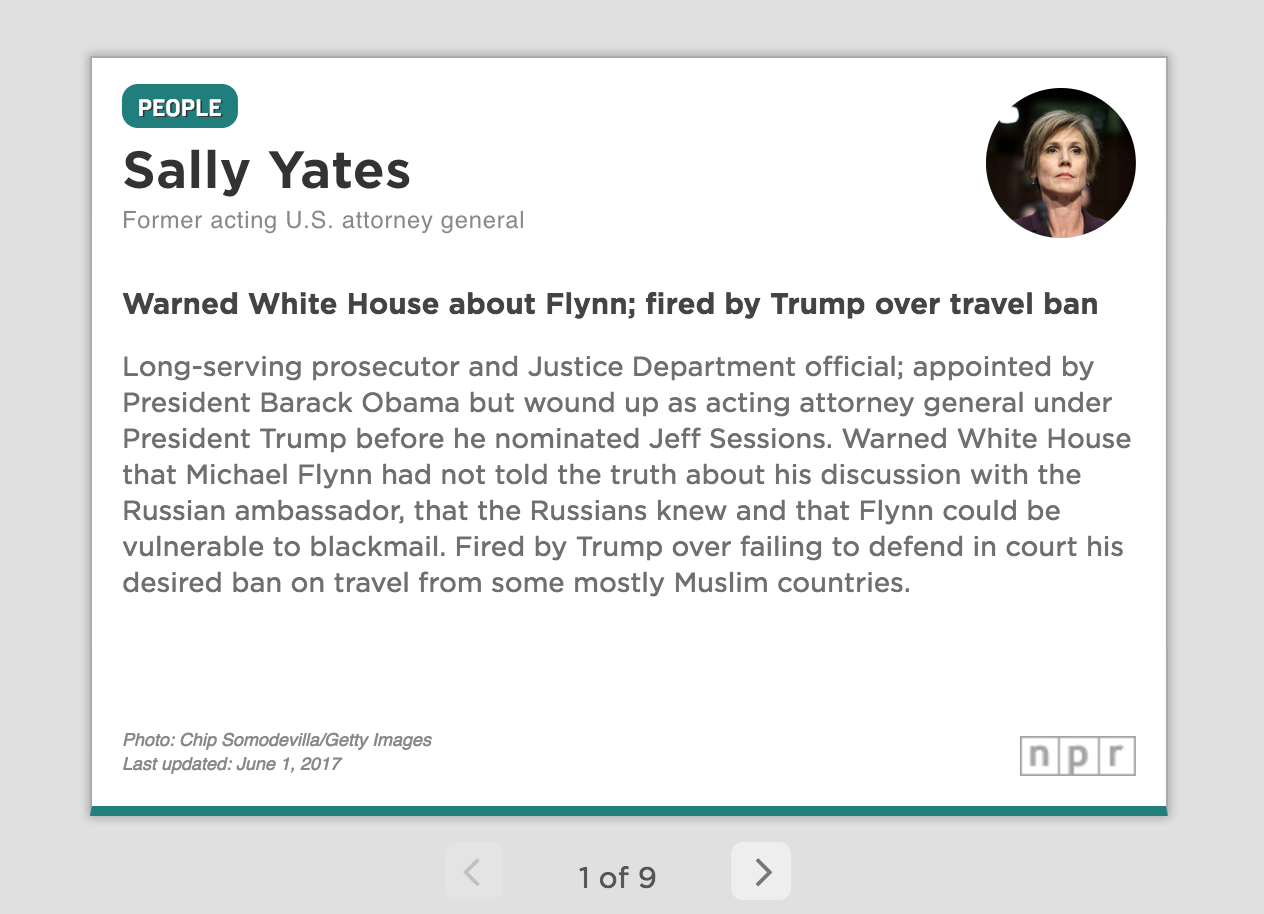 PEOPLE
Sally Yates
Former acting U.S. attorney general
Warned White House about Flynn; fired by Trump over travel ban
Long-serving prosecutor and Justice Department official; appointed by
President Barack Obama but wound up as acting attorney general under
President Trump before he nominated Jeff Sessions. Warned White House
that Michael Flynn had not told the truth about his discussion with the
Russian ambassador, that the Russians knew and that Flynn could be
vulnerable to blackmail. Fired by Trump over failing to defend in court his
desired ban on travel from some mostly Muslim countries.
Photo: Chip Somodevilla/Getty Images
Last updated: June 1, 2017
npr
1 of 9